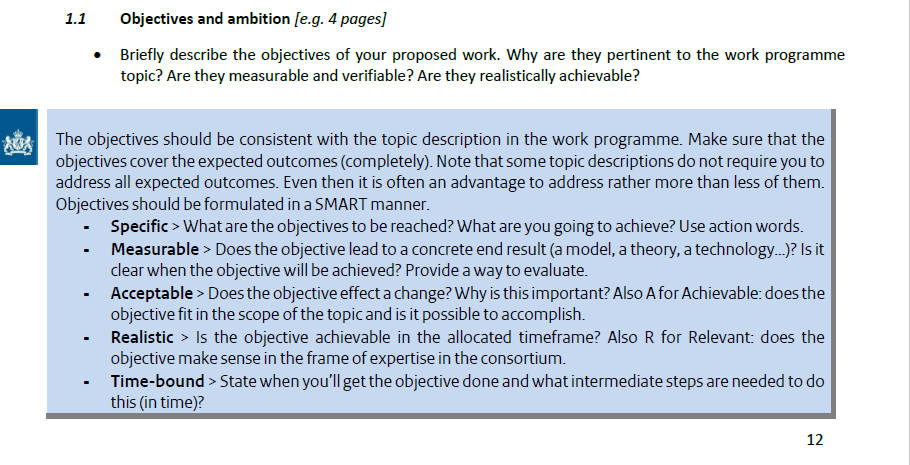 1.1 Objectives and ambition [e.g. 4 pages]
• Briefly describe the objectives of your proposed work. Why are they pertinent to the work programme
topic? Are they measurable and verifiable? Are they realistically achievable?
The objectives should be consistent with the topic description in the work programme. Make sure that the
objectives cover the expected outcomes (completely). Note that some topic descriptions do not require you to
address all expected outcomes. Even then it is often an advantage to address rather more than less of them.
Objectives should be formulated in a SMART manner.
- Specific > What are the objectives to be reached? What are you going to achieve? Use action words.
- Measurable > Does the objective lead to a concrete end result (a model, a theory, a technology...)? Is it
clear when the objective will be achieved? Provide a way to evaluate.
- Acceptable > Does the objective effect a change? Why is this important? Also A for Achievable: does the
objective fit in the scope of the topic and is it possible to accomplish.
- Realistic > Is the objective achievable in the allocated timeframe? Also R for Relevant: does the
objective make sense in the frame of expertise in the consortium.
- Time-bound > State when you'll get the objective done and what intermediate steps are needed to do
this (in time)?
12